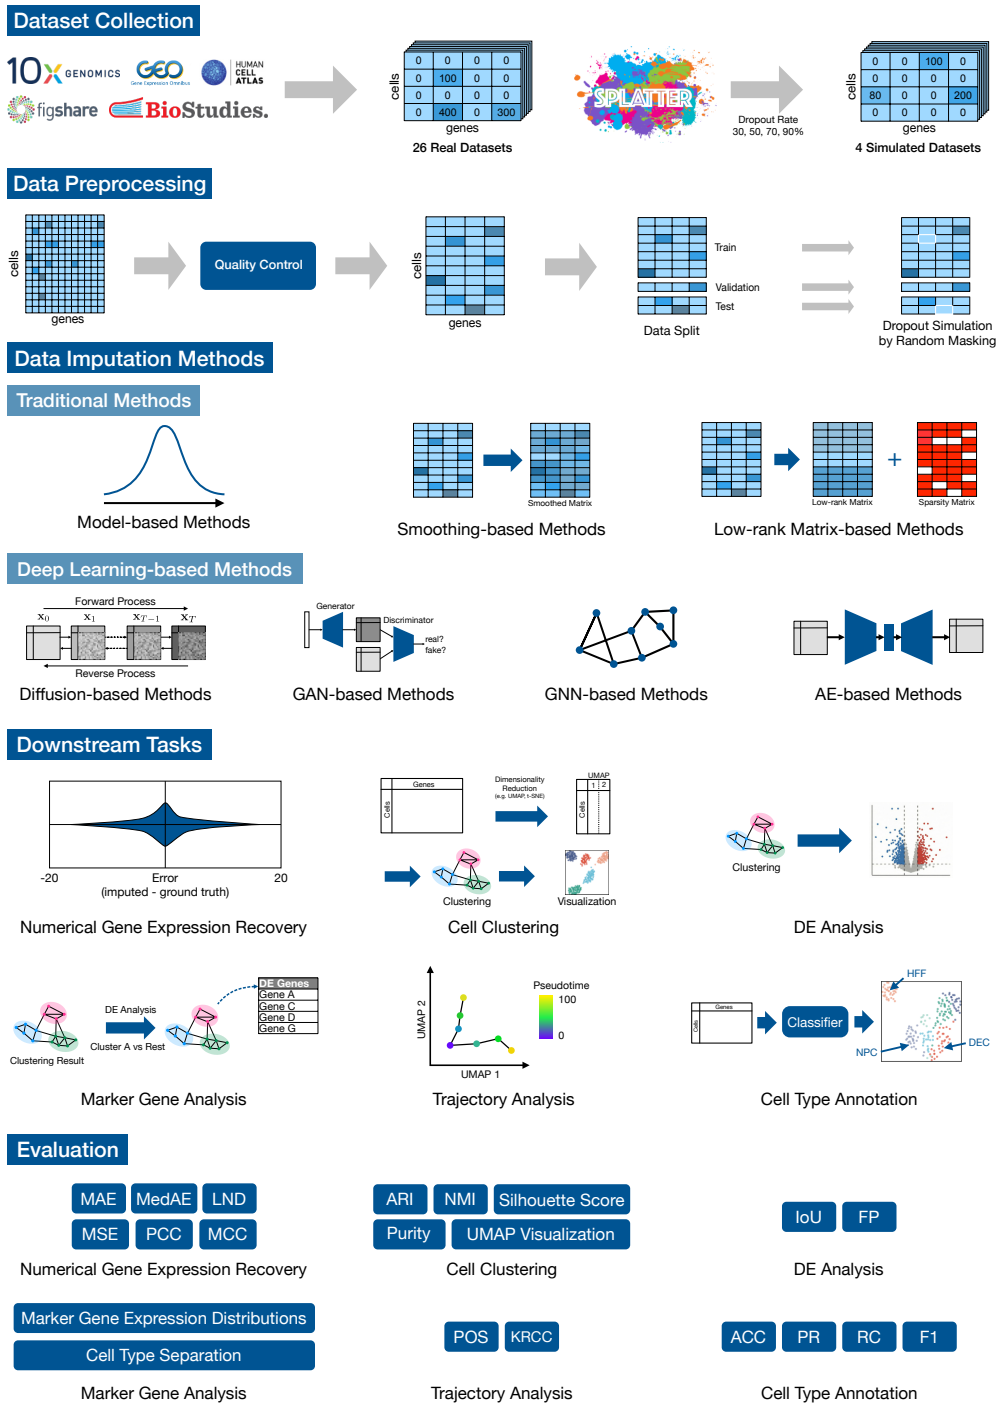 Dataset Collection
10X GENOMICS
GEO
Gene Expression Omnibus
HUMAN
CELL
ATLAS
figshare
BioStudies.
cells
0 0 0 0
0 100 0 0
0 0 0 0
0 400 0 300
genes
26 Real Datasets
SPLATTER
Dropout Rate
30, 50, 70, 90%
0 0 100 0
0 0 0 0
80 0 0 200
0 0 0 0
genes
cells
4 Simulated Datasets
Data Preprocessing
cells
genes
Quality Control
cells
genes
Train
Validation
Test
Data Split
Dropout Simulation
by Random Masking
Data Imputation Methods
Traditional Methods
Model-based Methods
Smoothed Matrix
Smoothing-based Methods
Low-rank Matrix
+
Sparsity Matrix
Low-rank Matrix-based Methods
Deep Learning-based Methods
Forward Process
x0 x1 xT−1 xT
Reverse Process
Diffusion-based Methods
Generator
Discriminator
real?
fake?
GAN-based Methods
GNN-based Methods
AE-based Methods
Downstream Tasks
-20
Error
20
(imputed - ground truth)
Numerical Gene Expression Recovery
Genes
Cells
Dimensionality
Reduction
(e.g. UMAP, t-SNE)
UMAP
1 2
Cells
Clustering
Visualization
Cell Clustering
Clustering
DE Analysis
Clustering Result
DE Analysis
Cluster A vs Rest
DE Genes
Gene A
Gene C
Gene D
Gene G
Marker Gene Analysis
UMAP 2
UMAP 1
Pseudotime
100
0
Trajectory Analysis
Genes
Cells
Classifier
HFF
NPC
DEC
Cell Type Annotation
Evaluation
MAE MedAE LND
MSE PCC MCC
Numerical Gene Expression Recovery
ARI NMI Silhouette Score
Purity UMAP Visualization
Cell Clustering
IoU FP
DE Analysis
Marker Gene Expression Distributions
Cell Type Separation
Marker Gene Analysis
POS KRCC
Trajectory Analysis
ACC PR RC F1
Cell Type Annotation